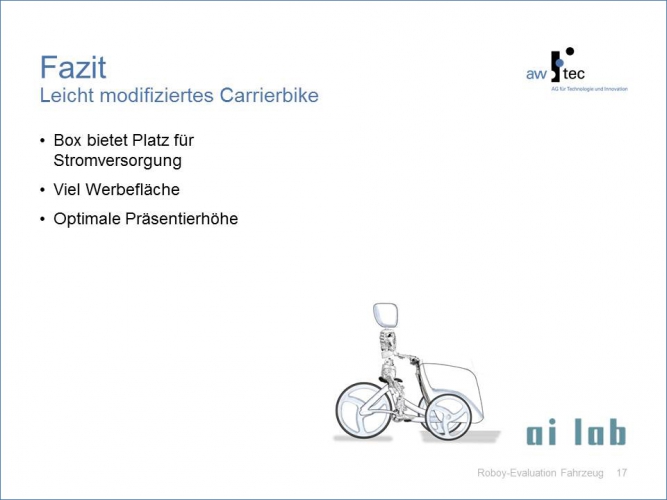 Fazit
Leicht modifiziertes Carrierbike
aw tec
AG für Technologie und Innovation
• Box bietet Platz für
Stromversorgung
• Viel Werbefläche
• Optimale Präsentierhöhe
ai lab
Roboy-Evaluation Fahrzeug 17